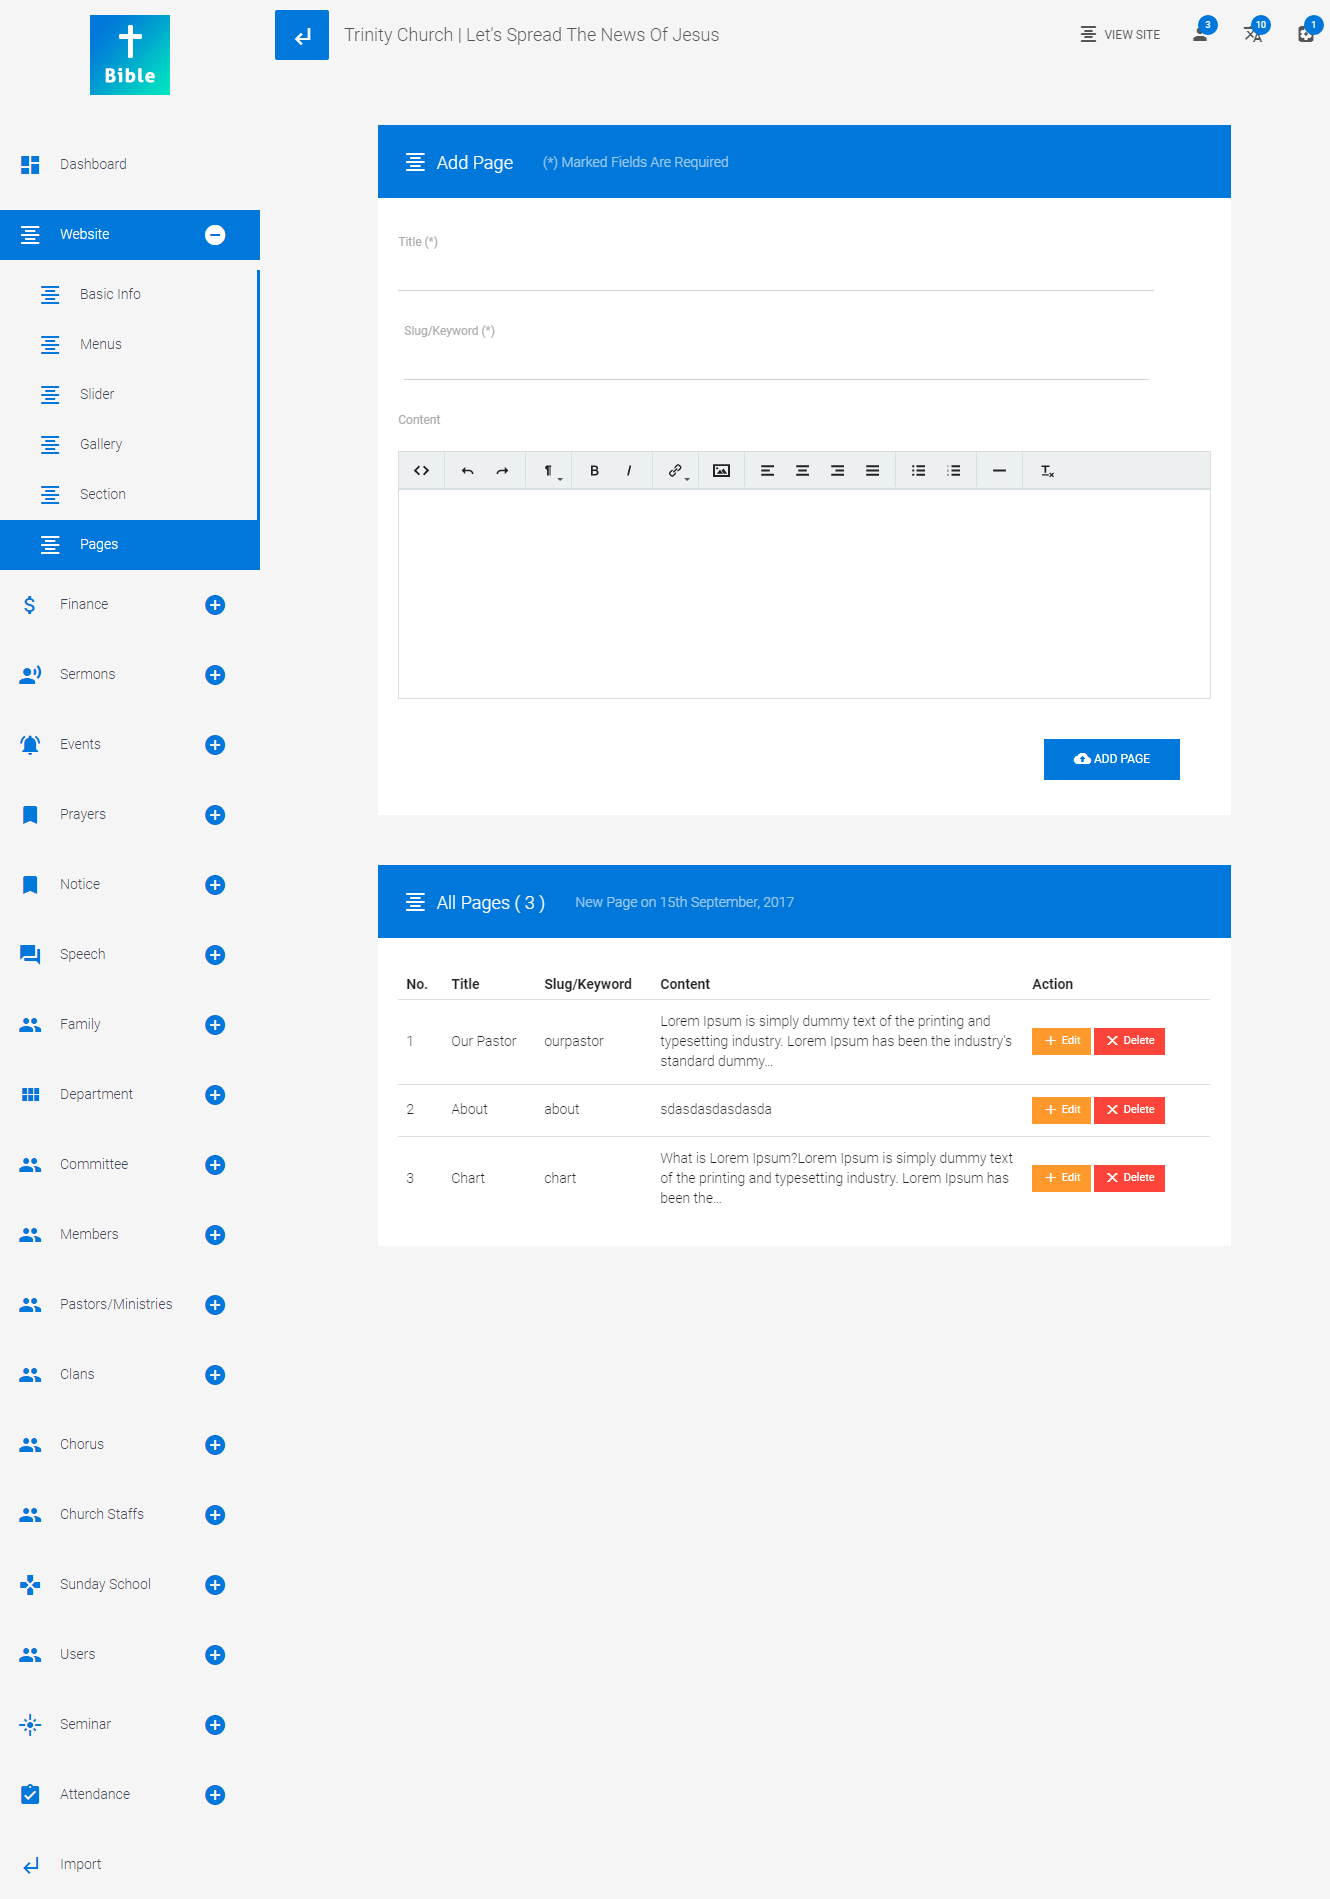 Bible
Trinity Church | Let's Spread The News Of Jesus
VIEW SITE
3
10
1
Dashboard
Website
Basic Info
Menus
Slider
Gallery
Section
Pages
Finance
Sermons
Events
Prayers
Notice
Speech
Family
Department
Committee
Members
Pastors/Ministries
Clans
Chorus
Church Staffs
Sunday School
Users
Seminar
Attendance
Import
Add Page (*) Marked Fields Are Required
Title (*)
Slug/Keyword (*)
Content
ADD PAGE
All Pages ( 3 ) New Page on 15th September, 2017
No. Title Slug/Keyword Content Action
1 Our Pastor ourpastor Lorem Ipsum is simply dummy text of the printing and
typesetting industry. Lorem Ipsum has been the industry's
standard dummy...
Edit Delete
2 About about sdasdasdasdasda Edit Delete
3 Chart chart What is Lorem Ipsum?Lorem Ipsum is simply dummy text
of the printing and typesetting industry. Lorem Ipsum has
been the...
Edit Delete